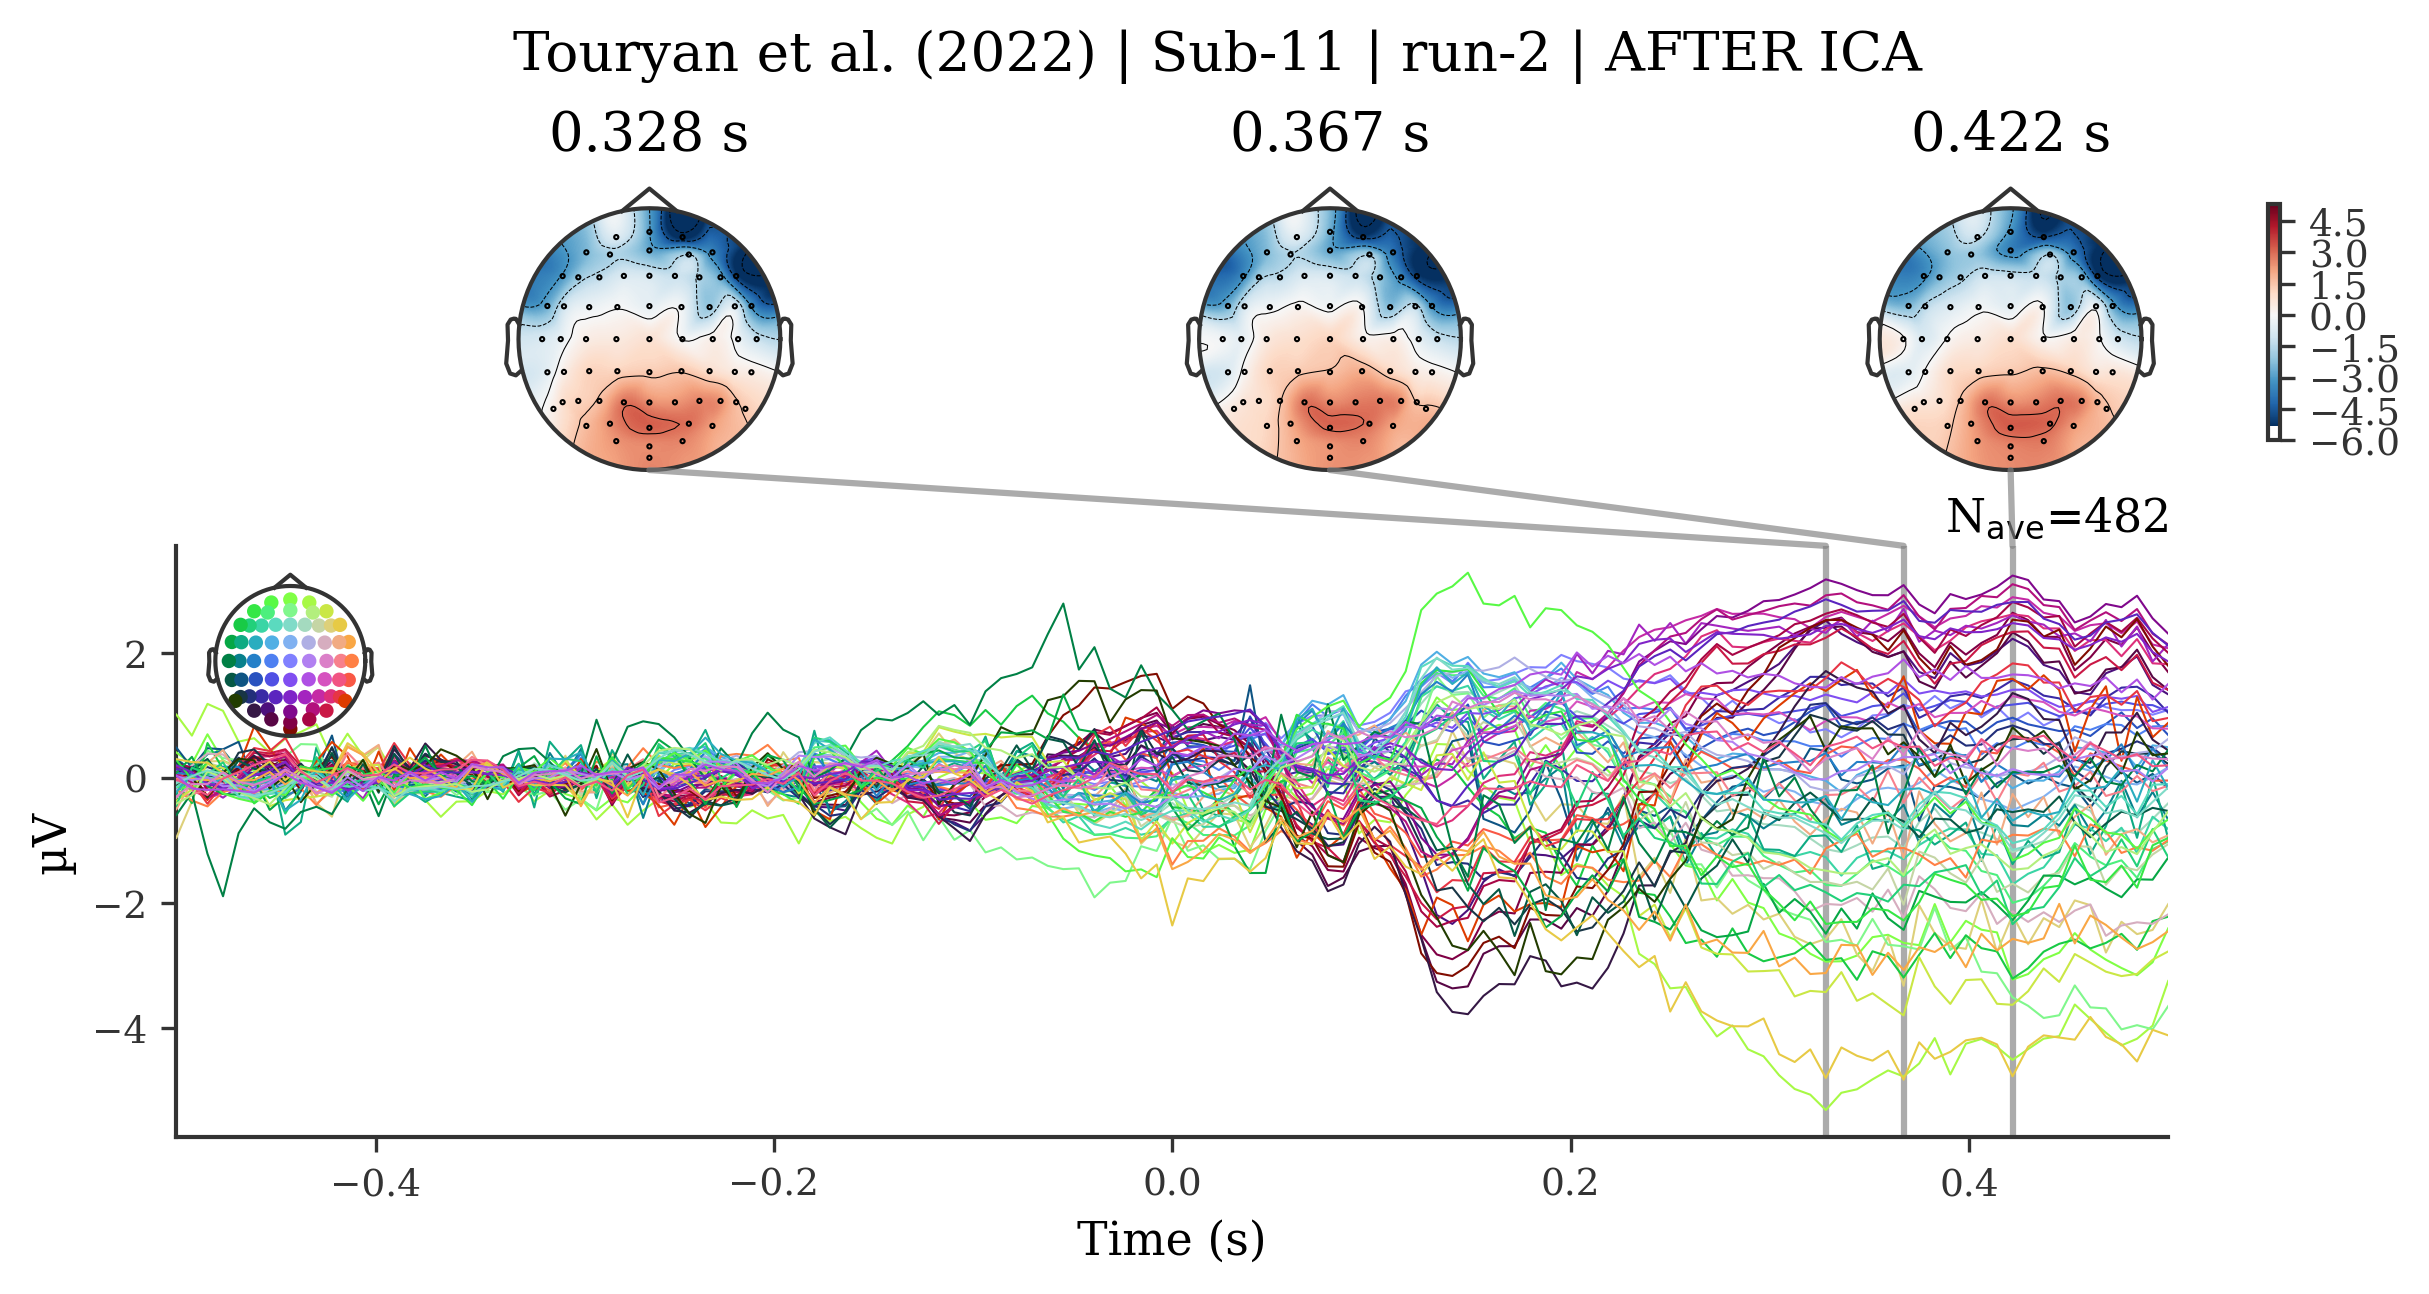 Touryan et al. (2022) | Sub-11 | run-2 | AFTER ICA
0.328 s
0.367 s
0.422 s
4.5
3.0
1.5
0.0
−1.5
−3.0
−4.5
−6.0
Nave=482
2
0
−2
−4
µV
−0.4
−0.2
0.0
0.2
0.4
Time (s)